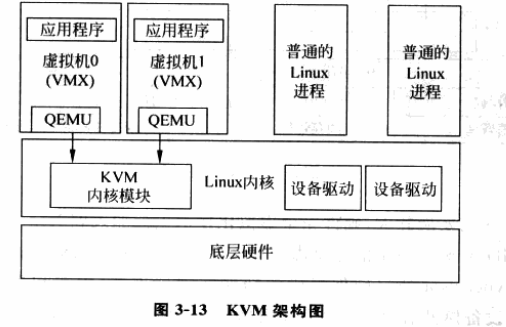 应用程序
虚拟机0
(VMX)
QEMU
应用程序
虚拟机1
(VMX)
QEMU
普通的
Linux
进程
普通的
Linux
进程
KVM
内核模块
Linux内核
设备驱动
设备驱动
底层硬件
图 3-13 KVM 架构图